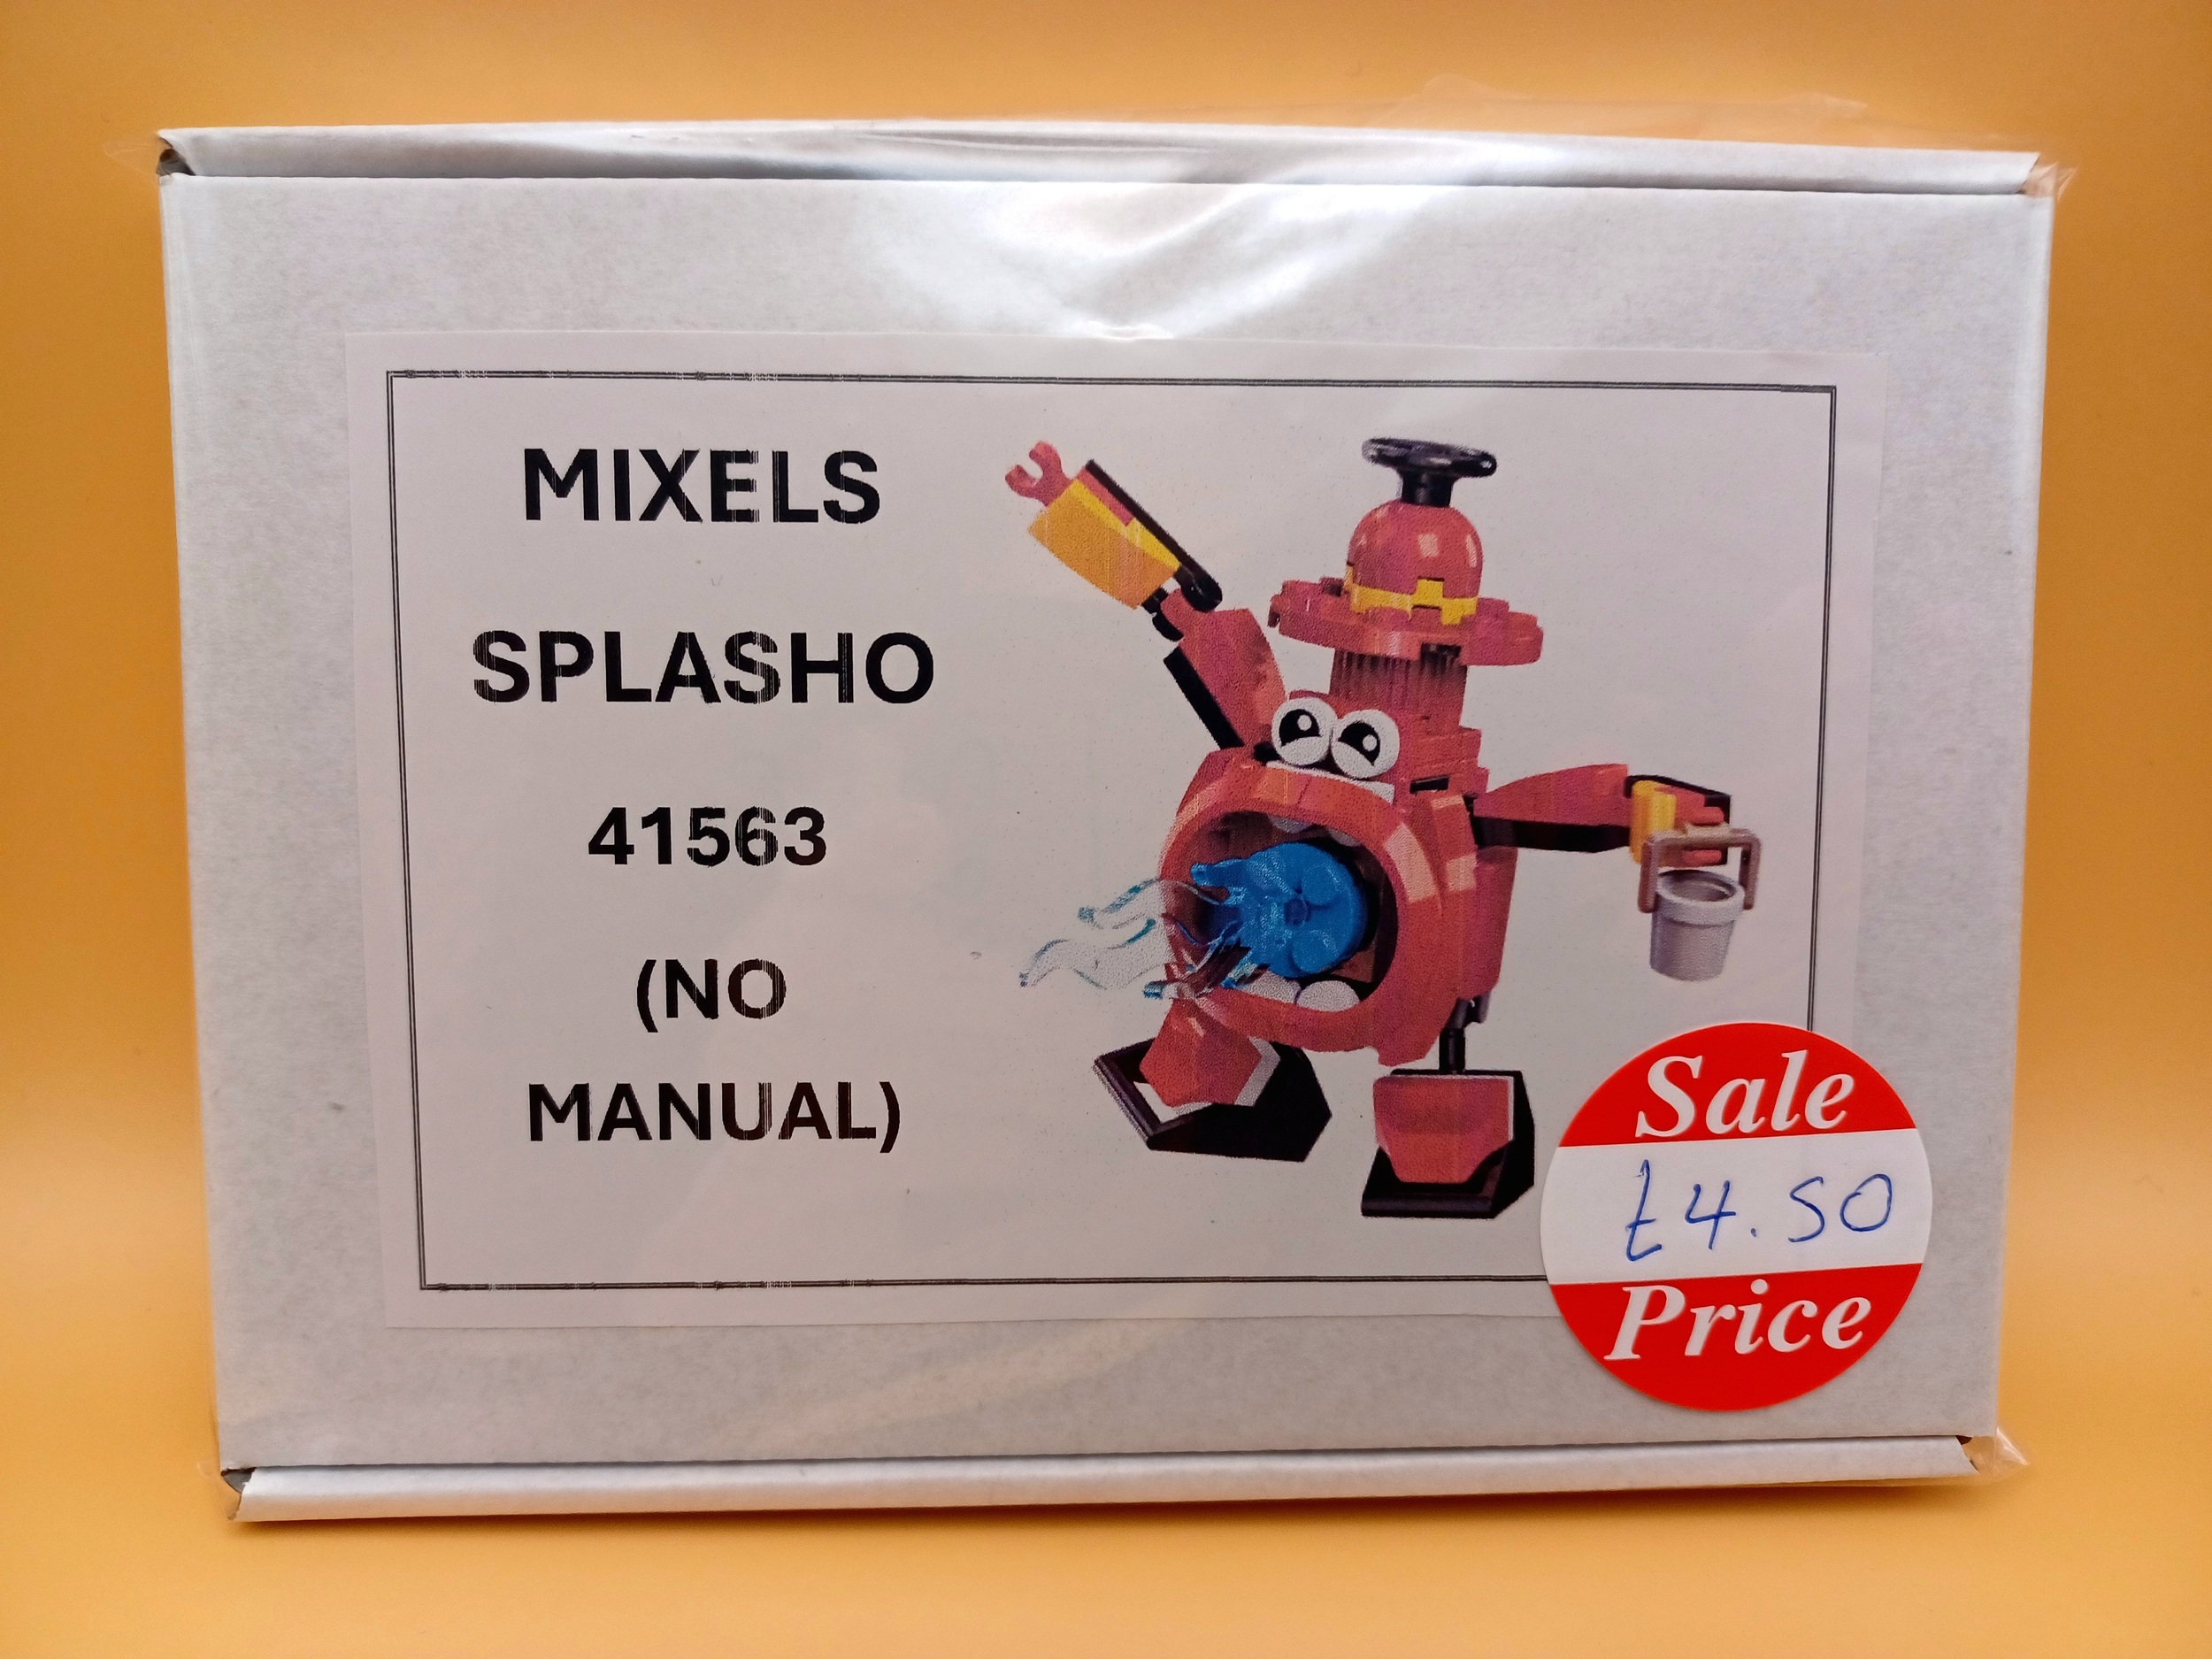 MIXELS
SPLASHO
41563
(NO
MANUAL)
Sale
£4.50
Price